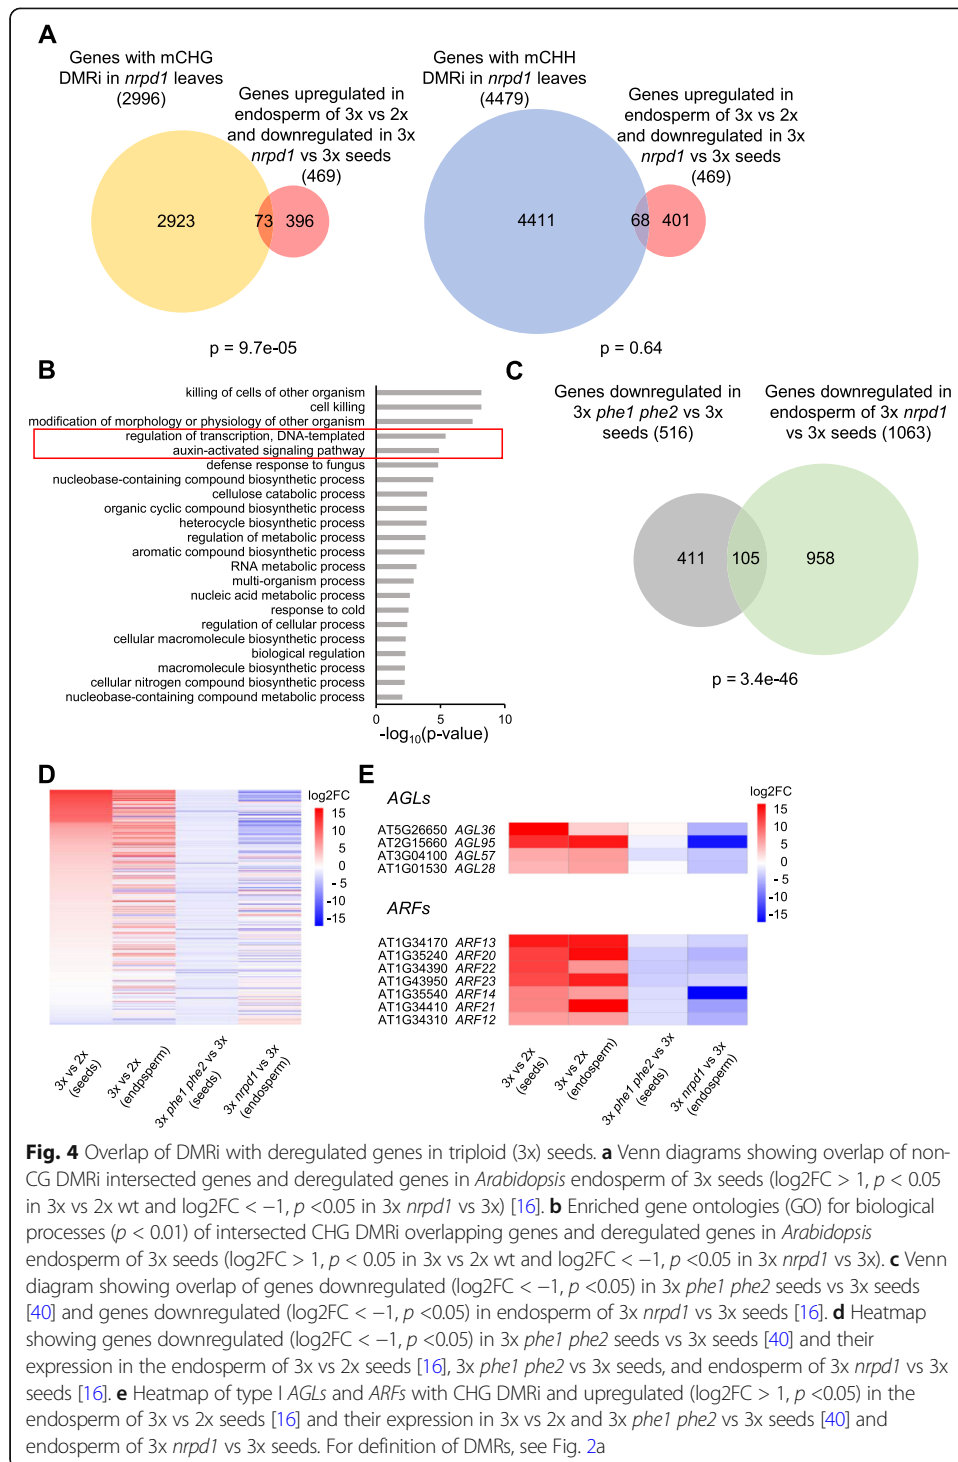 A
Genes with mCHG
DMRi in nrpd1 leaves
(2996)
Genes upregulated in
endosperm of 3x vs 2x
and downregulated in 3x
nrpd1 vs 3x seeds
(469)
2923
73
396
p = 9.7e-05
Genes with mCHH
DMRi in nrpd1 leaves
(4479)
Genes upregulated in
endosperm of 3x vs 2x
and downregulated in 3x
nrpd1 vs 3x seeds
(469)
4411
68
401
p = 0.64
B
killing of cells of other organism
cell killing
modification of morphology or physiology of other organism
regulation of transcription, DNA-templated
auxin-activated signaling pathway
defense response to fungus
nucleobase-containing compound biosynthetic process
cellulose catabolic process
organic cyclic compound biosynthetic process
heterocycle biosynthetic process
regulation of metabolic process
aromatic compound biosynthetic process
RNA metabolic process
multi-organism process
nucleic acid metabolic process
response to cold
regulation of cellular process
cellular macromolecule biosynthetic process
biological regulation
macromolecule biosynthetic process
cellular nitrogen compound biosynthetic process
nucleobase-containing compound metabolic process
0 5 10
-log10(p-value)
C
Genes downregulated in
3x phe1 phe2 vs 3x
seeds (516)
Genes downregulated in
endosperm of 3x nrpd1
vs 3x seeds (1063)
411
105
958
p = 3.4e-46
D
log2FC
15
10
5
0
- 5
-10
-15
3x vs 2x
(seeds)
3x vs 2x
(endpsperm)
3x phe1 phe2 vs 3x
(seeds)
3x nrpd1 vs 3x
(endosperm)
E
AGLs
AT5G26650 AGL36
AT2G15660 AGL95
AT3G04100 AGL57
AT1G01530 AGL28
ARFs
AT1G34170 ARF13
AT1G35240 ARF20
AT1G34390 ARF22
AT1G43950 ARF23
AT1G35540 ARF14
AT1G34410 ARF21
AT1G34310 ARF12
log2FC
15
10
5
0
- 5
-10
-15
3x vs 2x
(seeds)
3x vs 2x
(endosperm)
3x phe1 phe2 vs 3x
(seeds)
3x nrpd1 vs 3x
(endosperm)
Fig. 4 Overlap of DMRi with deregulated genes in triploid (3x) seeds. a Venn diagrams showing overlap of non-
CG DMRi intersected genes and deregulated genes in Arabidopsis endosperm of 3x seeds (log2FC > 1, p < 0.05
in 3x vs 2x wt and log2FC < −1, p <0.05 in 3x nrpd1 vs 3x) [16]. b Enriched gene ontologies (GO) for biological
processes (p < 0.01) of intersected CHG DMRi overlapping genes and deregulated genes in Arabidopsis
endosperm of 3x seeds (log2FC > 1, p < 0.05 in 3x vs 2x wt and log2FC < −1, p <0.05 in 3x nrpd1 vs 3x). c Venn
diagram showing overlap of genes downregulated (log2FC < −1, p <0.05) in 3x phe1 phe2 seeds vs 3x seeds
[40] and genes downregulated (log2FC < −1, p <0.05) in endosperm of 3x nrpd1 vs 3x seeds [16]. d Heatmap
showing genes downregulated (log2FC < −1, p <0.05) in 3x phe1 phe2 seeds vs 3x seeds [40] and their
expression in the endosperm of 3x vs 2x seeds [16], 3x phe1 phe2 vs 3x seeds, and endosperm of 3x nrpd1 vs 3x
seeds [16]. e Heatmap of type I AGLs and ARFs with CHG DMRi and upregulated (log2FC > 1, p <0.05) in the
endosperm of 3x vs 2x seeds [16] and their expression in 3x vs 2x and 3x phe1 phe2 vs 3x seeds [40] and
endosperm of 3x nrpd1 vs 3x seeds. For definition of DMRs, see Fig. 2a